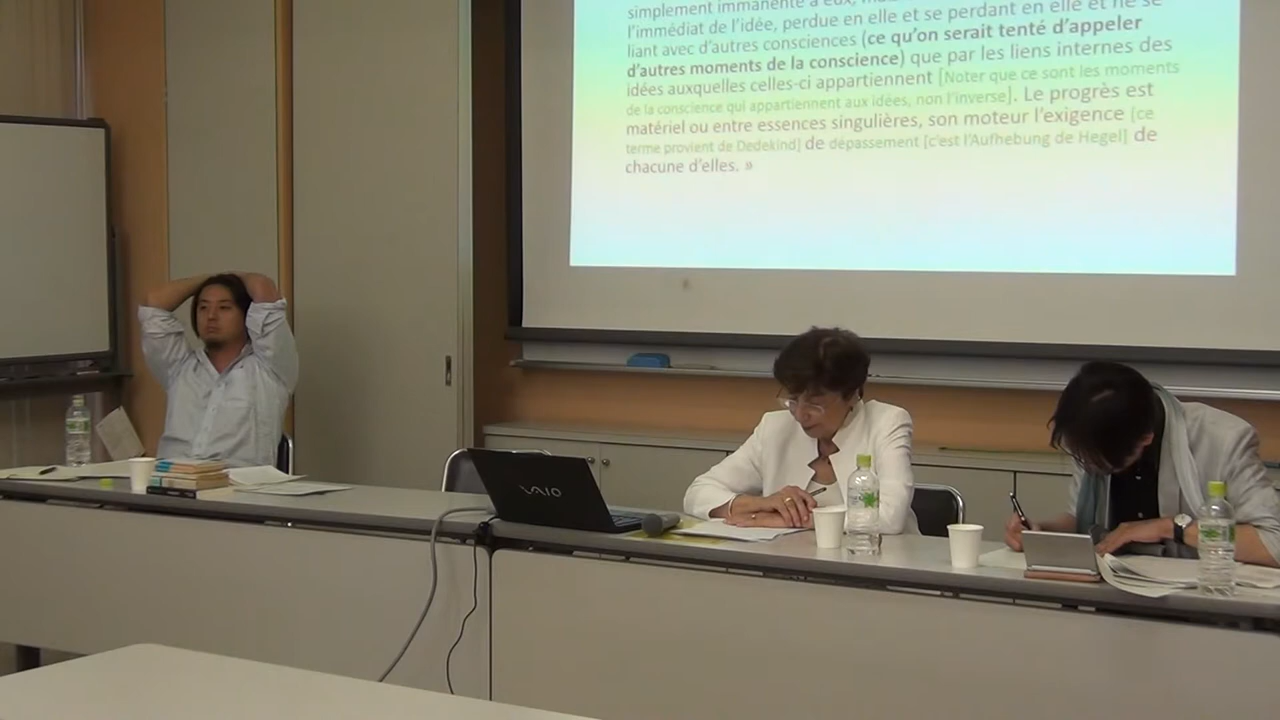 simplement immanente à eux, mais
l'immédiat de l'idée, perdue en elle et se perdant en elle et ne se
liant avec d'autres consciences (ce qu'on serait tenté d'appeler
d'autres moments de la conscience) que par les liens internes des
idées auxquelles celles-ci appartiennent [Noter que ce sont les moments
de la conscience qui appartiennent aux idées, non l'inverse]. Le progrès est
matériel ou entre essences singulières, son moteur l'exigence [ce
terme provient de Dedekind] de dépassement [c'est l'Aufhebung de Hegel] de
chacune d'elles. »
VAIO